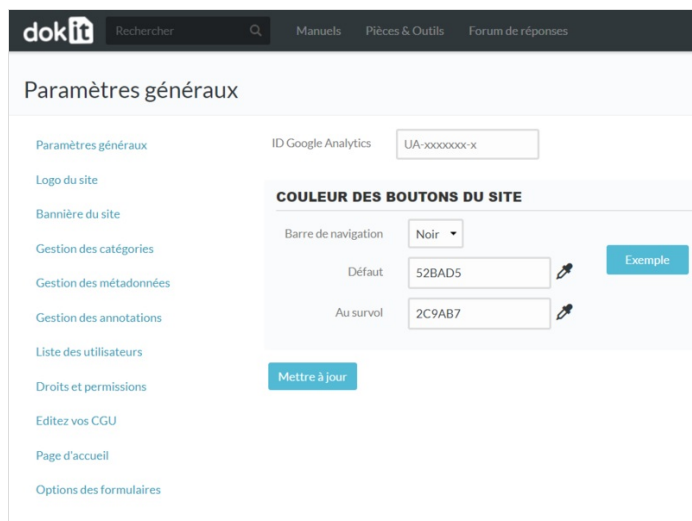 dokit Rechercher Manuels Pièces & Outils Forum de réponses
Paramètres généraux
Paramètres généraux
Logo du site
Bannière du site
Gestion des catégories
Gestion des métadonnées
Gestion des annotations
Liste des utilisateurs
Droits et permissions
Editez vos CGU
Page d'accueil
Options des formulaires
ID Google Analytics UA-xxxxxxx-x
COULEUR DES BOUTONS DU SITE
Barre de navigation Noir
Défaut 52BAD5
Exemple
Au survol 2C9AB7
Mettre à jour